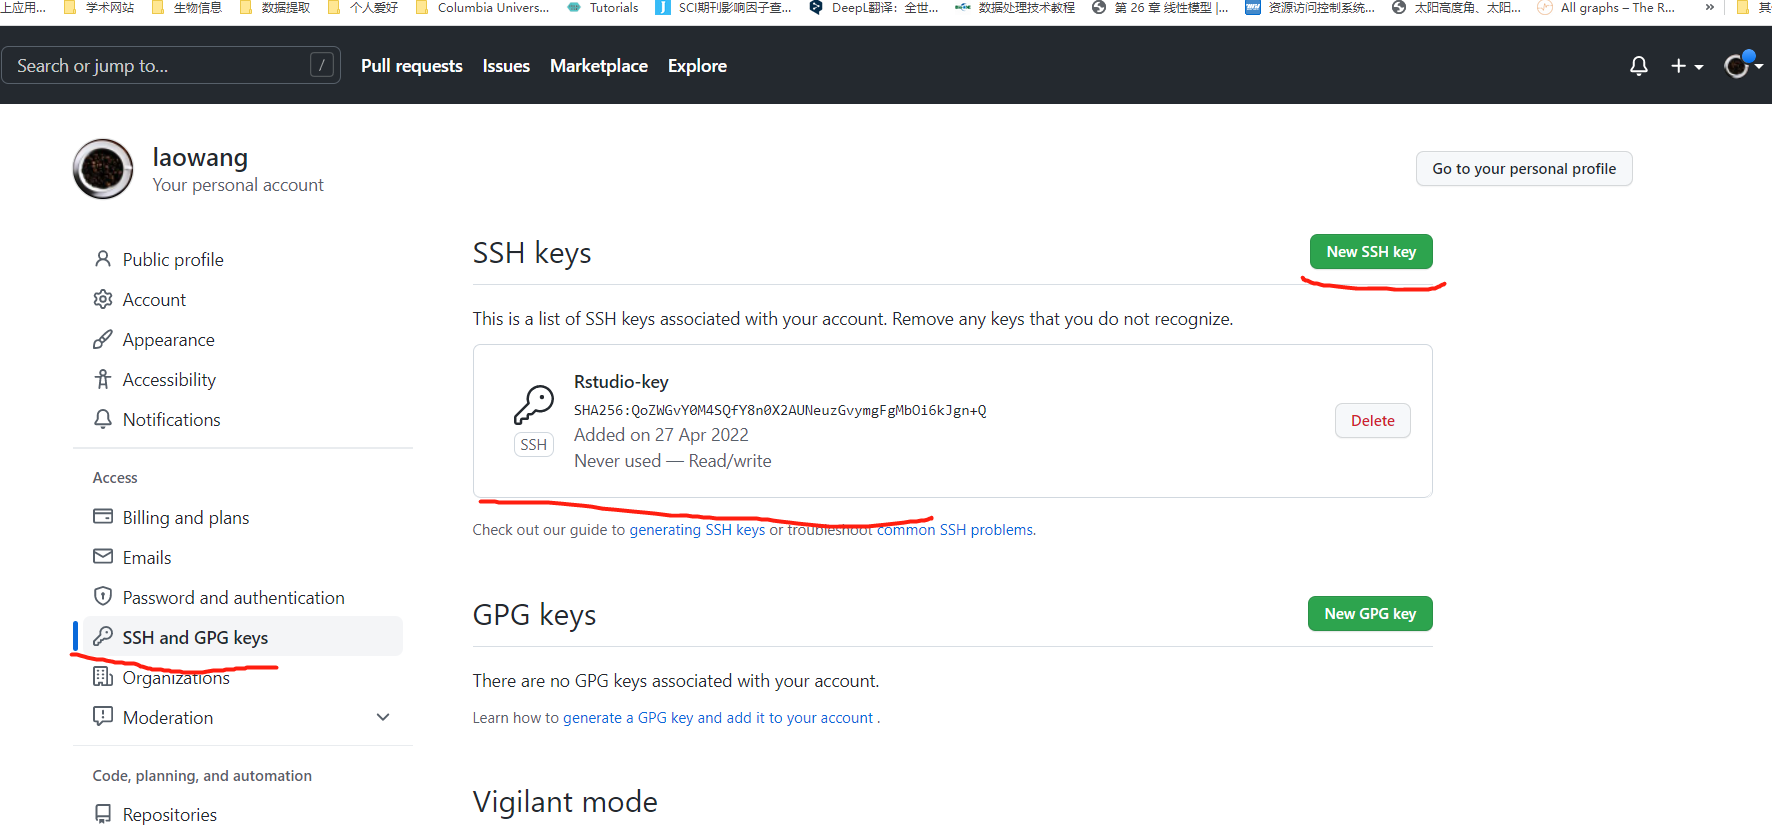 上应用... 学术网站 生物信息 数据提取 个人爱好 Columbia Univers... Tutorials SCI期刊影响因子查... DeepL翻译：全世... 数据处理技术教程 第 26 章 线性模型 |... 资源访问控制系统... 太阳高度角、太阳... All graphs – The R... »
Search or jump to... / Pull requests Issues Marketplace Explore
laowang
Your personal account
Go to your personal profile
Public profile
Account
Appearance
Accessibility
Notifications
Access
Billing and plans
Emails
Password and authentication
SSH and GPG keys
Organizations
Moderation
Code, planning, and automation
Repositories
SSH keys
New SSH key
This is a list of SSH keys associated with your account. Remove any keys that you do not recognize.
Rstudio-key
SHA256:QoZWGvY0M4SQfY8n0X2AUNeuzGvymgFgMbOi6kJgn+Q
Added on 27 Apr 2022
Never used — Read/write
SSH
Delete
Check out our guide to generating SSH keys or troubleshoot common SSH problems.
GPG keys
New GPG key
There are no GPG keys associated with your account.
Learn how to generate a GPG key and add it to your account .
Vigilant mode